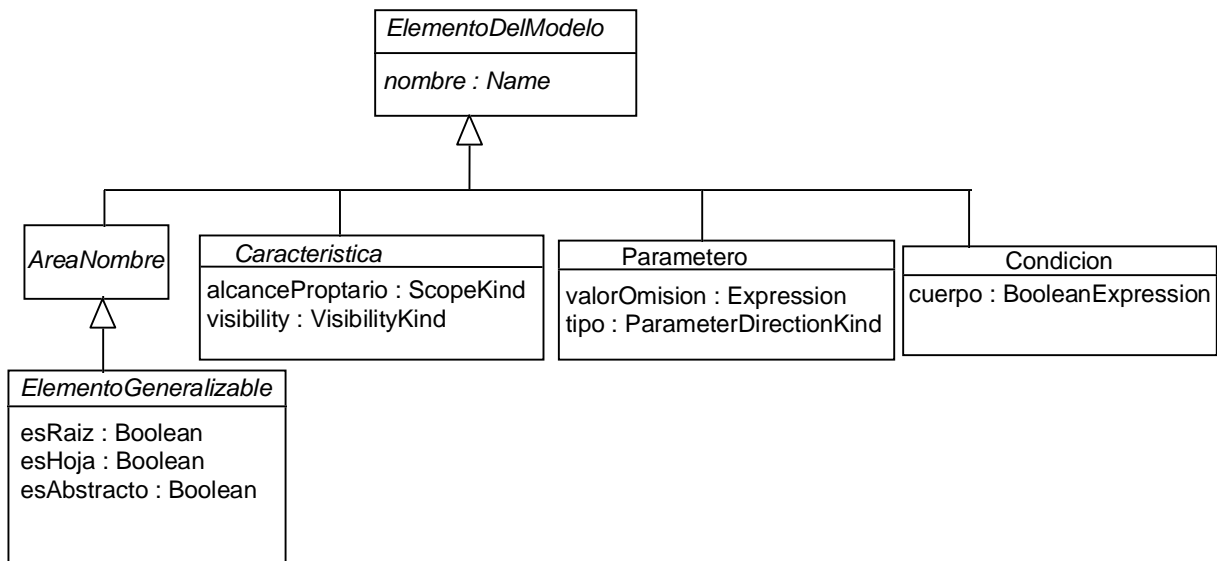 ElementoDelModelo
nombre : Name
AreaNombre
Caracteristica
alcanceProptario : ScopeKind
visibility : VisibilityKind
Parametero
valorOmision : Expression
tipo : ParameterDirectionKind
Condicion
cuerpo : BooleanExpression
ElementoGeneralizable
esRaiz : Boolean
esHoja : Boolean
esAbstracto : Boolean